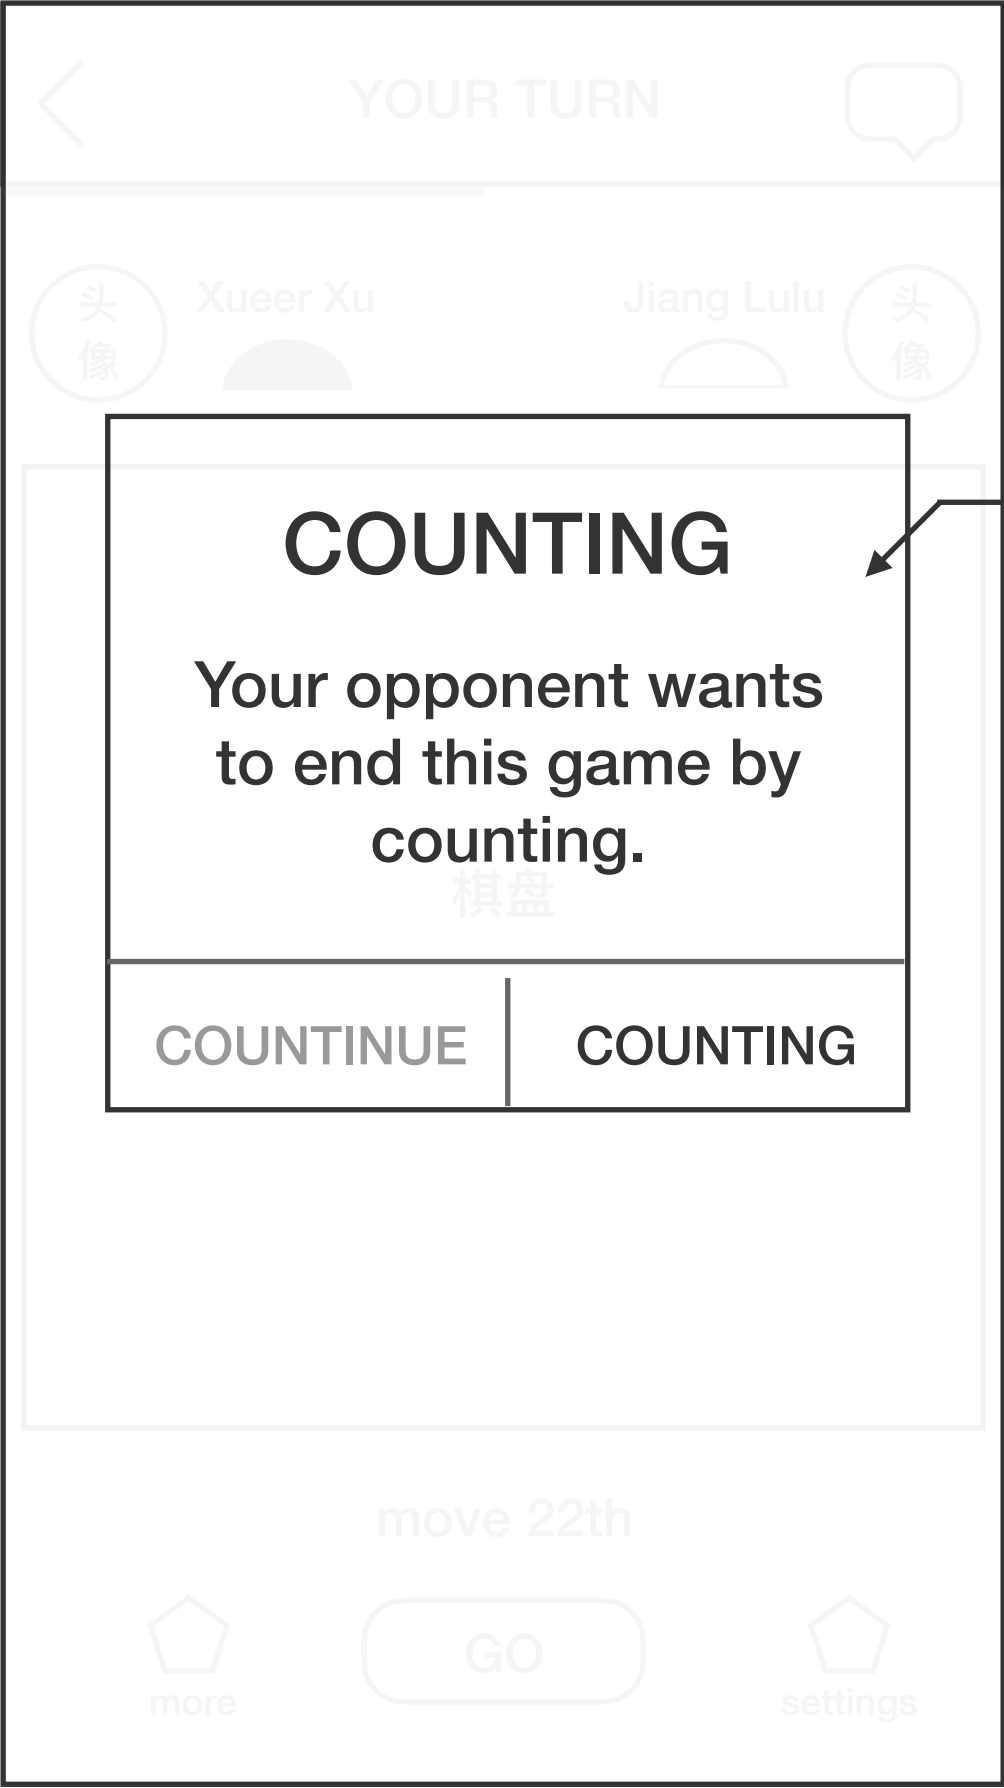 YOUR TURN
头
像
Xueer Xu
Jiang Lulu
头
像
COUNTING
Your opponent wants
to end this game by
counting.
棋盘
COUNTINUE
COUNTING
move 22th
GO
more
settings